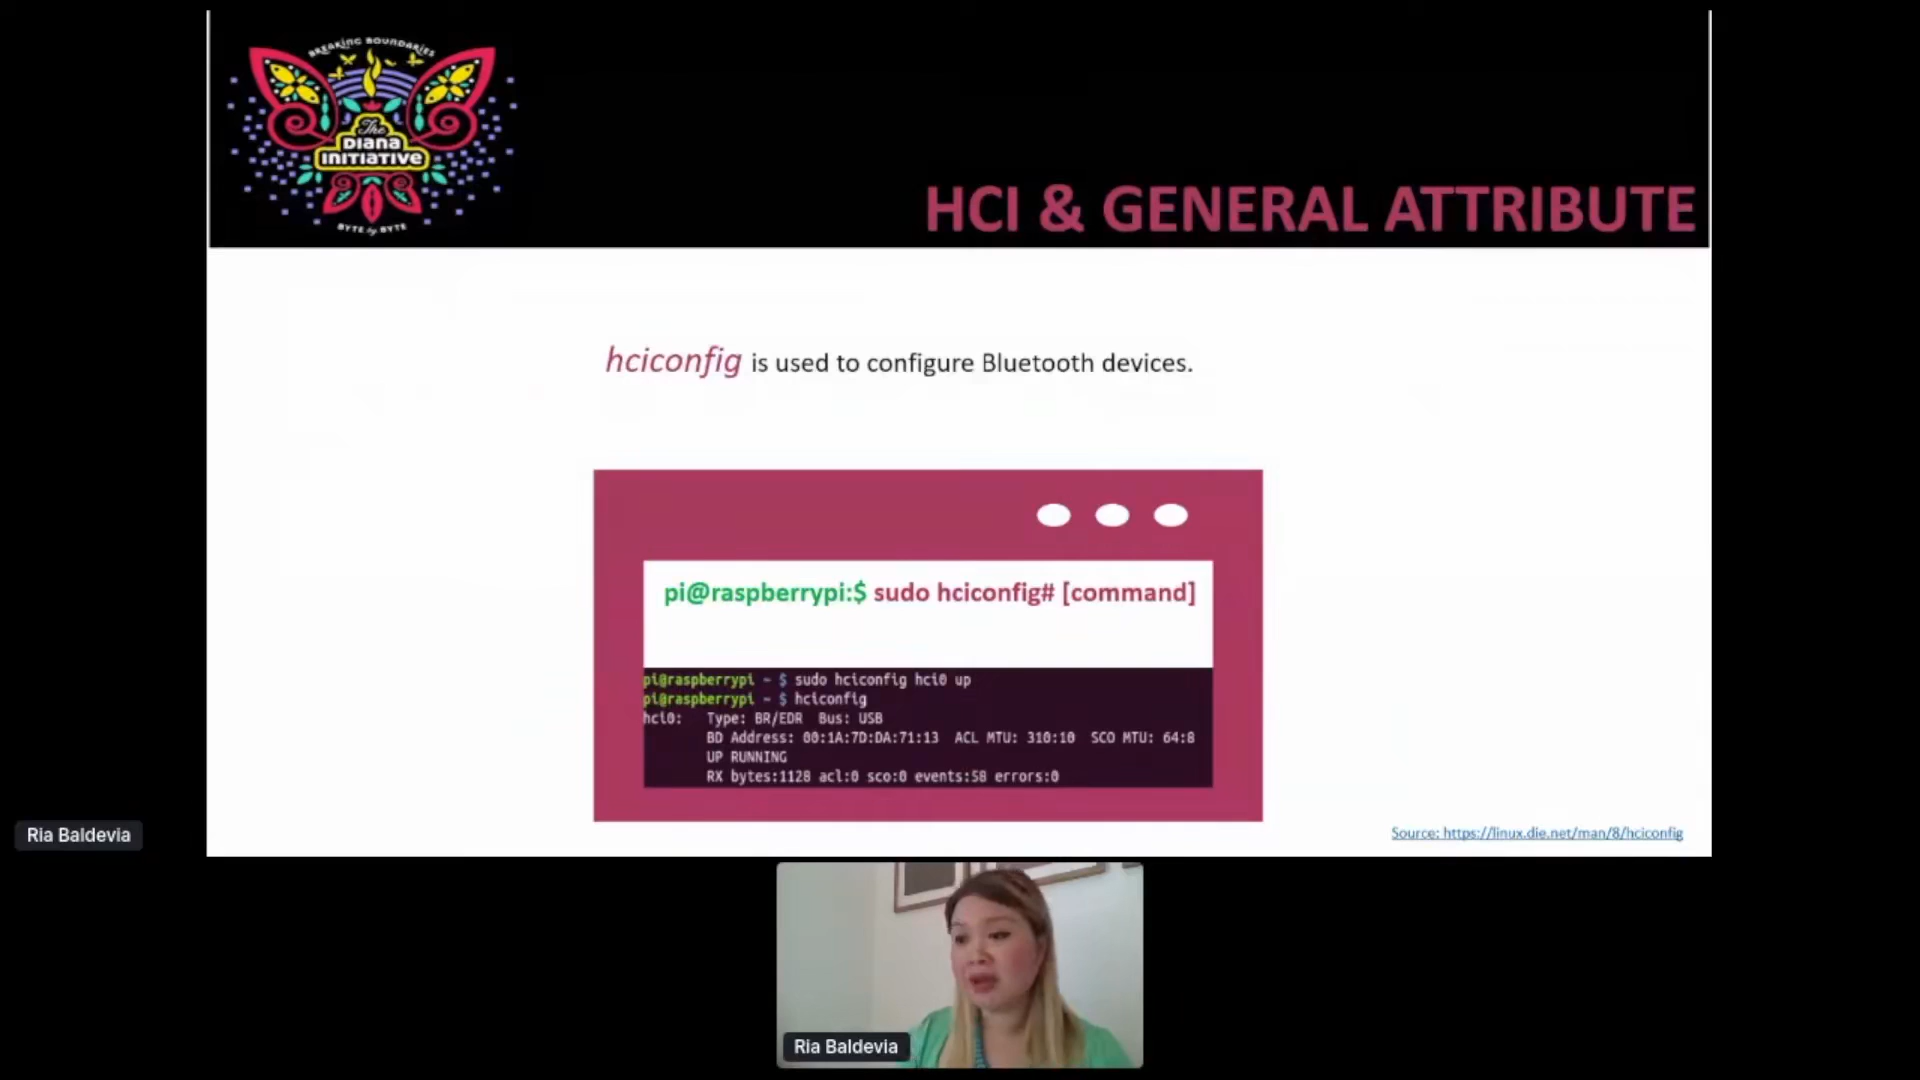 BREAKING BOUNDARIES
The
Diana
INITIATIVE
BYTE by BYTE
HCI & GENERAL ATTRIBUTE
hciconfig is used to configure Bluetooth devices.
pi@raspberrypi:$ sudo hciconfig# [command]
pi@raspberrypi ~ $ sudo hciconfig hci0 up
pi@raspberrypi ~ $ hciconfig
hci0: Type: BR/EDR Bus: USB
BD Address: 00:1A:7D:DA:71:13 ACL MTU: 310:10 SCO MTU: 64:8
UP RUNNING
RX bytes:1128 acl:0 sco:0 events:58 errors:0
Source: https://linux.die.net/man/8/hciconfig
Ria Baldevia
Ria Baldevia